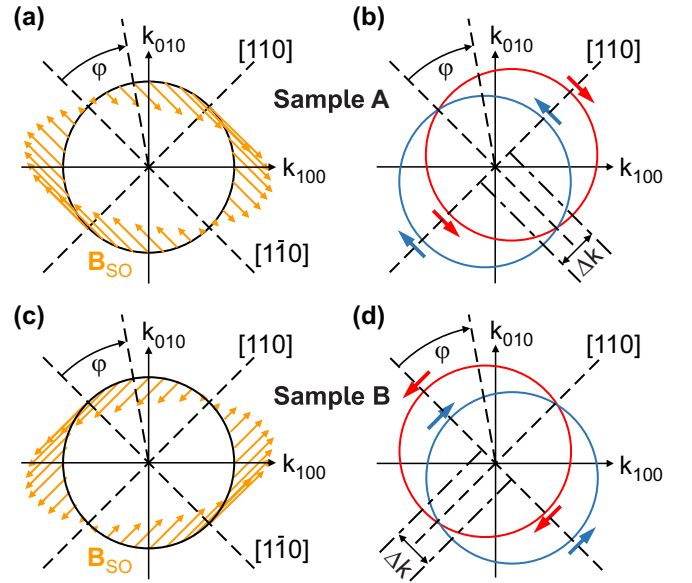 (a)
φ
k010
[110]
k100
[11̄0]
BSO
Sample A
(b)
φ
k010
[110]
k100
Δk
(c)
φ
k010
[110]
k100
[11̄0]
BSO
Sample B
(d)
φ
k010
[110]
k100
Δk